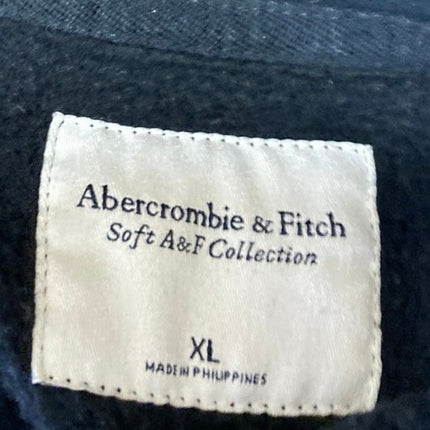 Abercrombie & Fitch
Soft A&F Collection
XL
MADE IN PHILIPPINES